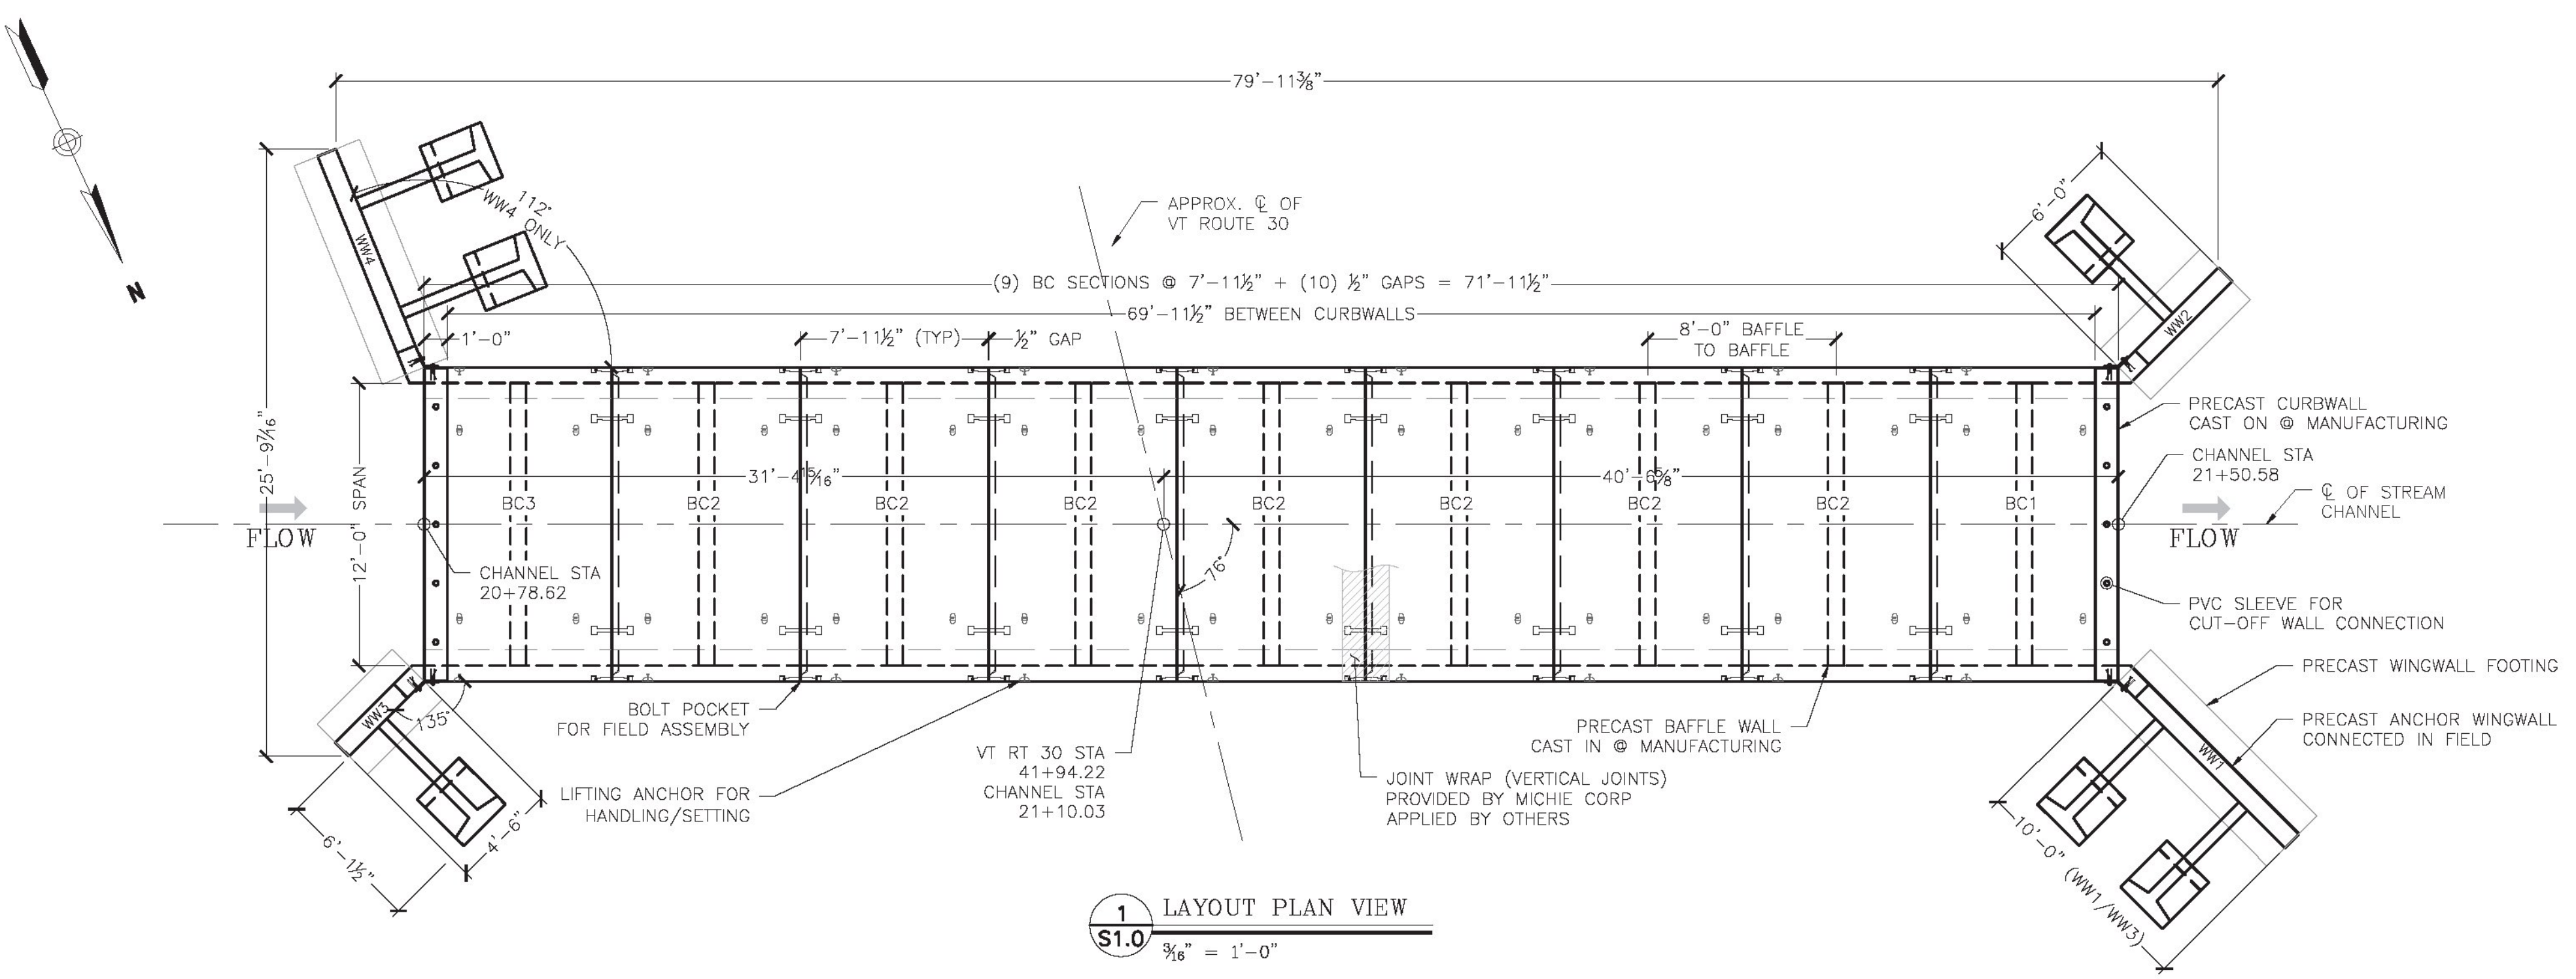 79'-11⅜"
112°
WW4 ONLY
WW4
APPROX. ℄ OF
VT ROUTE 30
6'-0"
WW2
N
(9) BC SECTIONS @ 7'-11½" + (10) ½" GAPS = 71'-11½"
69'-11½" BETWEEN CURBWALLS
1'-0"
7'-11½" (TYP)
½" GAP
8'-0" BAFFLE
TO BAFFLE
25'-9⁷⁄₁₆"
12'-0" SPAN
PRECAST CURBWALL
CAST ON @ MANUFACTURING
CHANNEL STA
21+50.58
℄ OF STREAM
CHANNEL
31'-4¹⁵⁄₁₆"
40'-6⅝"
BC3
BC2
BC2
BC2
BC2
BC2
BC2
BC2
BC1
FLOW
FLOW
CHANNEL STA
20+78.62
76°
PVC SLEEVE FOR
CUT-OFF WALL CONNECTION
PRECAST WINGWALL FOOTING
PRECAST ANCHOR WINGWALL
CONNECTED IN FIELD
WW3
135°
BOLT POCKET
FOR FIELD ASSEMBLY
PRECAST BAFFLE WALL
CAST IN @ MANUFACTURING
WW1
VT RT 30 STA
41+94.22
CHANNEL STA
21+10.03
JOINT WRAP (VERTICAL JOINTS)
PROVIDED BY MICHIE CORP
APPLIED BY OTHERS
LIFTING ANCHOR FOR
HANDLING/SETTING
6'-1½"
4'-6"
10'-0" (WW1/WW3)
1
S1.0
LAYOUT PLAN VIEW
³⁄₁₆" = 1'-0"